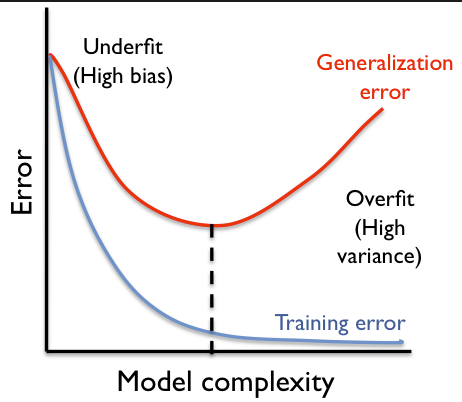 Underfit
(High bias)
Generalization
error
Error
Overfit
(High
variance)
Training error
Model complexity